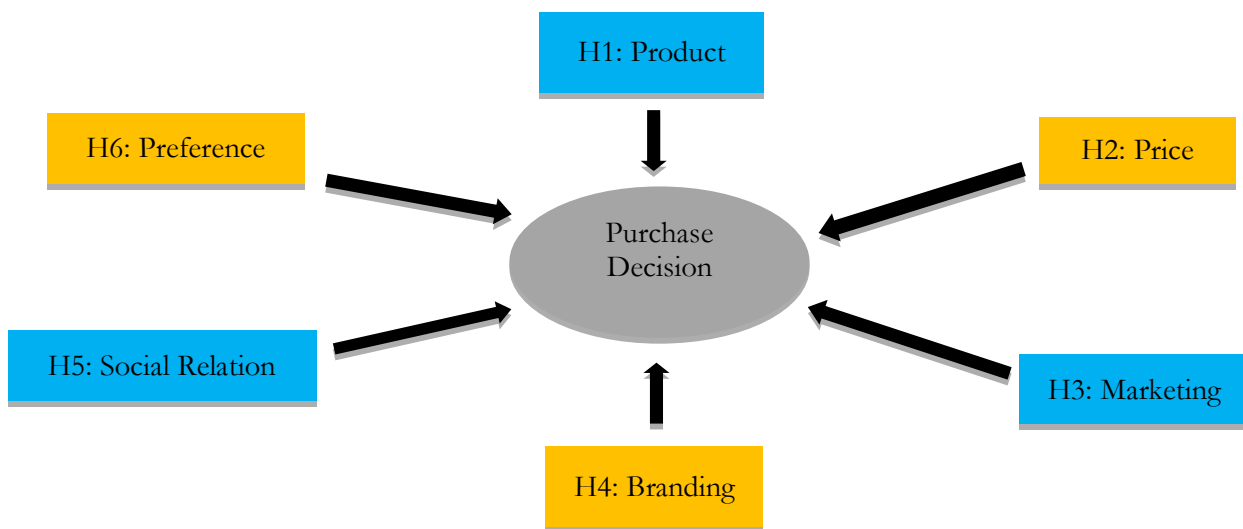 H1: Product
H6: Preference
H2: Price
Purchase
Decision
H5: Social Relation
H3: Marketing
H4: Branding